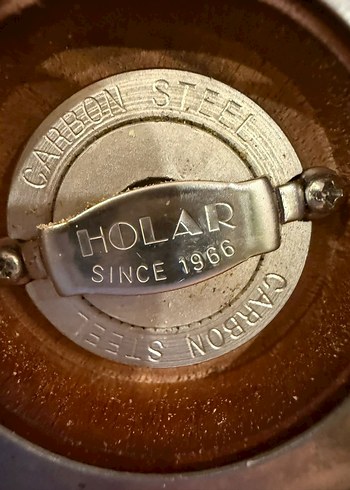 CARBON STEEL
HOLAR
SINCE 1966
CARBON STEEL